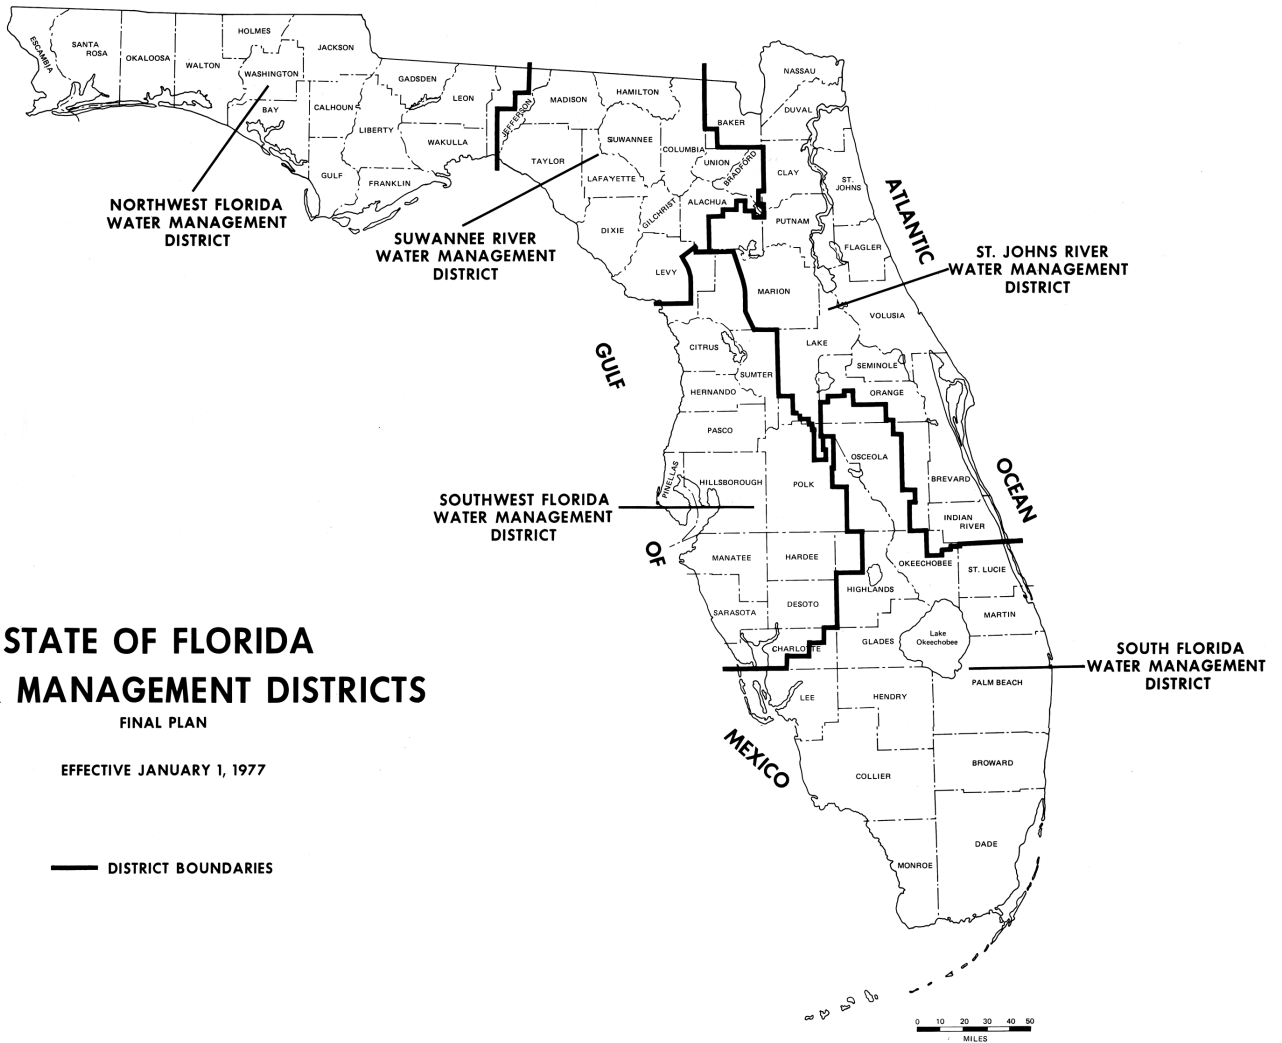 ESCAMBIA
SANTA
ROSA
OKALOOSA
WALTON
HOLMES
WASHINGTON
JACKSON
BAY
CALHOUN
GULF
LIBERTY
GADSDEN
FRANKLIN
LEON
WAKULLA
JEFFERSON
MADISON
HAMILTON
TAYLOR
SUWANNEE
LAFAYETTE
DIXIE
COLUMBIA
GILCHRIST
UNION
BRADFORD
BAKER
NASSAU
DUVAL
CLAY
ST.
JOHNS
ALACHUA
PUTNAM
FLAGLER
LEVY
MARION
VOLUSIA
NORTHWEST FLORIDA
WATER MANAGEMENT
DISTRICT
SUWANNEE RIVER
WATER MANAGEMENT
DISTRICT
ATLANTIC
ST. JOHNS RIVER
WATER MANAGEMENT
DISTRICT
CITRUS
LAKE
SUMTER
SEMINOLE
HERNANDO
ORANGE
GULF
PASCO
OSCEOLA
PINELLAS
HILLSBOROUGH
POLK
BREVARD
OCEAN
INDIAN
RIVER
SOUTHWEST FLORIDA
WATER MANAGEMENT
DISTRICT
OF
MANATEE
HARDEE
OKEECHOBEE
ST. LUCIE
HIGHLANDS
SARASOTA
DESOTO
MARTIN
Lake
Okeechobee
CHARLOTTE
GLADES
SOUTH FLORIDA
WATER MANAGEMENT
DISTRICT
PALM BEACH
LEE
HENDRY
MEXICO
COLLIER
BROWARD
MONROE
DADE
STATE OF FLORIDA
MANAGEMENT DISTRICTS
FINAL PLAN
EFFECTIVE JANUARY 1, 1977
DISTRICT BOUNDARIES
0 10 20 30 40 50
MILES